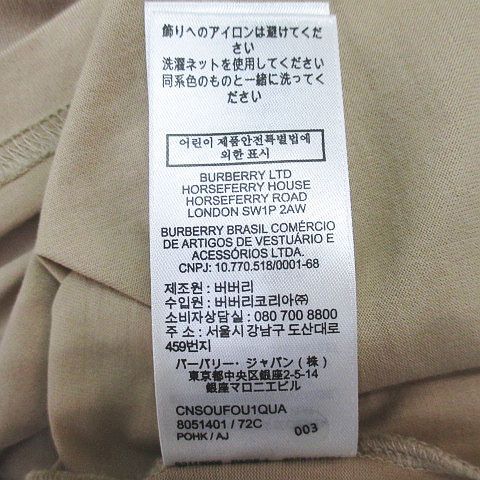 飾りへのアイロンは避けてくだ
さい
洗濯ネットを使用してください
同系色のものと一緒に洗ってく
ださい
어린이 제품안전특별법에
의한 표시
BURBERRY LTD
HORSEFERRY HOUSE
HORSEFERRY ROAD
LONDON SW1P 2AW
BURBERRY BRASIL COMÉRCIO
DE ARTIGOS DE VESTUÁRIO E
ACESSÓRIOS LTDA.
CNPJ: 10.770.518/0001-68
제조원 : 버버리
수입원 : 버버리코리아㈜
소비자상담실 : 080 700 8800
주 소 : 서울시 강남구 도산대로
459번지
バーバリー・ジャパン(株)
東京都中央区銀座2-5-14
銀座マロニエビル
CNSOUFOU1QUA
8051401 / 72C
POHK / AJ
003